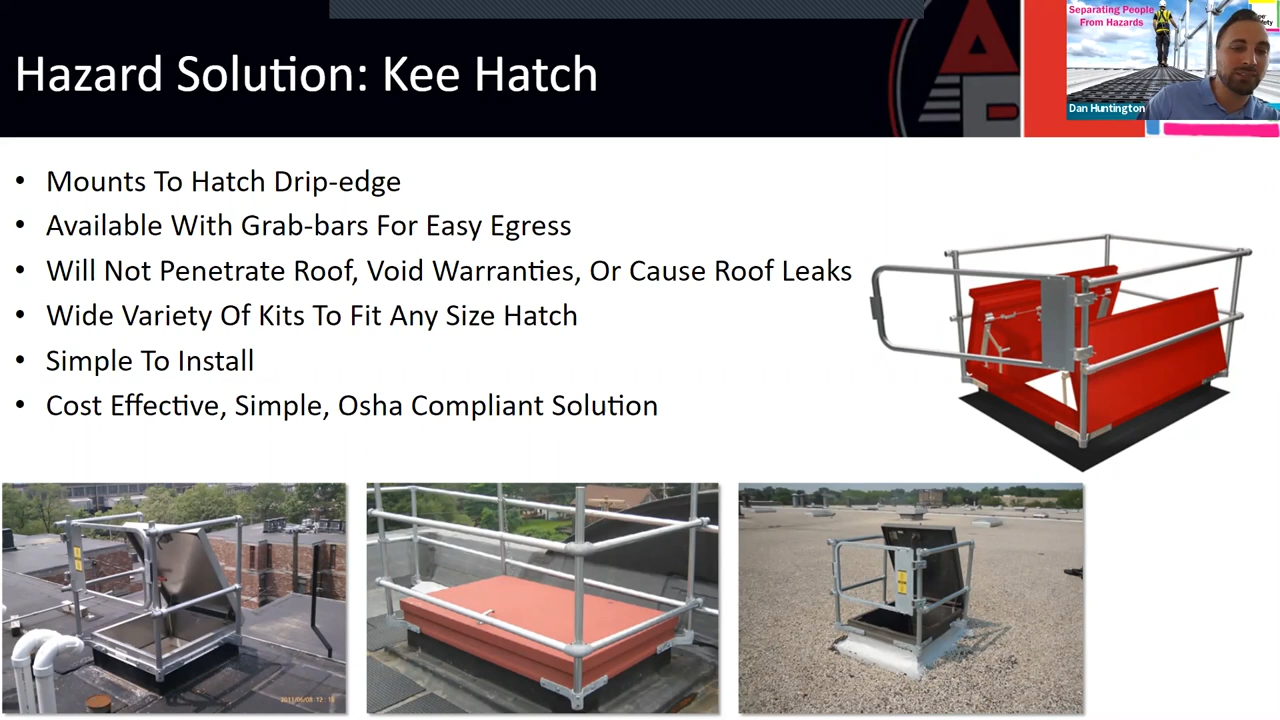 Hazard Solution: Kee Hatch
Separating People
From Hazards
Dan Huntington
• Mounts To Hatch Drip-edge
• Available With Grab-bars For Easy Egress
• Will Not Penetrate Roof, Void Warranties, Or Cause Roof Leaks
• Wide Variety Of Kits To Fit Any Size Hatch
• Simple To Install
• Cost Effective, Simple, Osha Compliant Solution